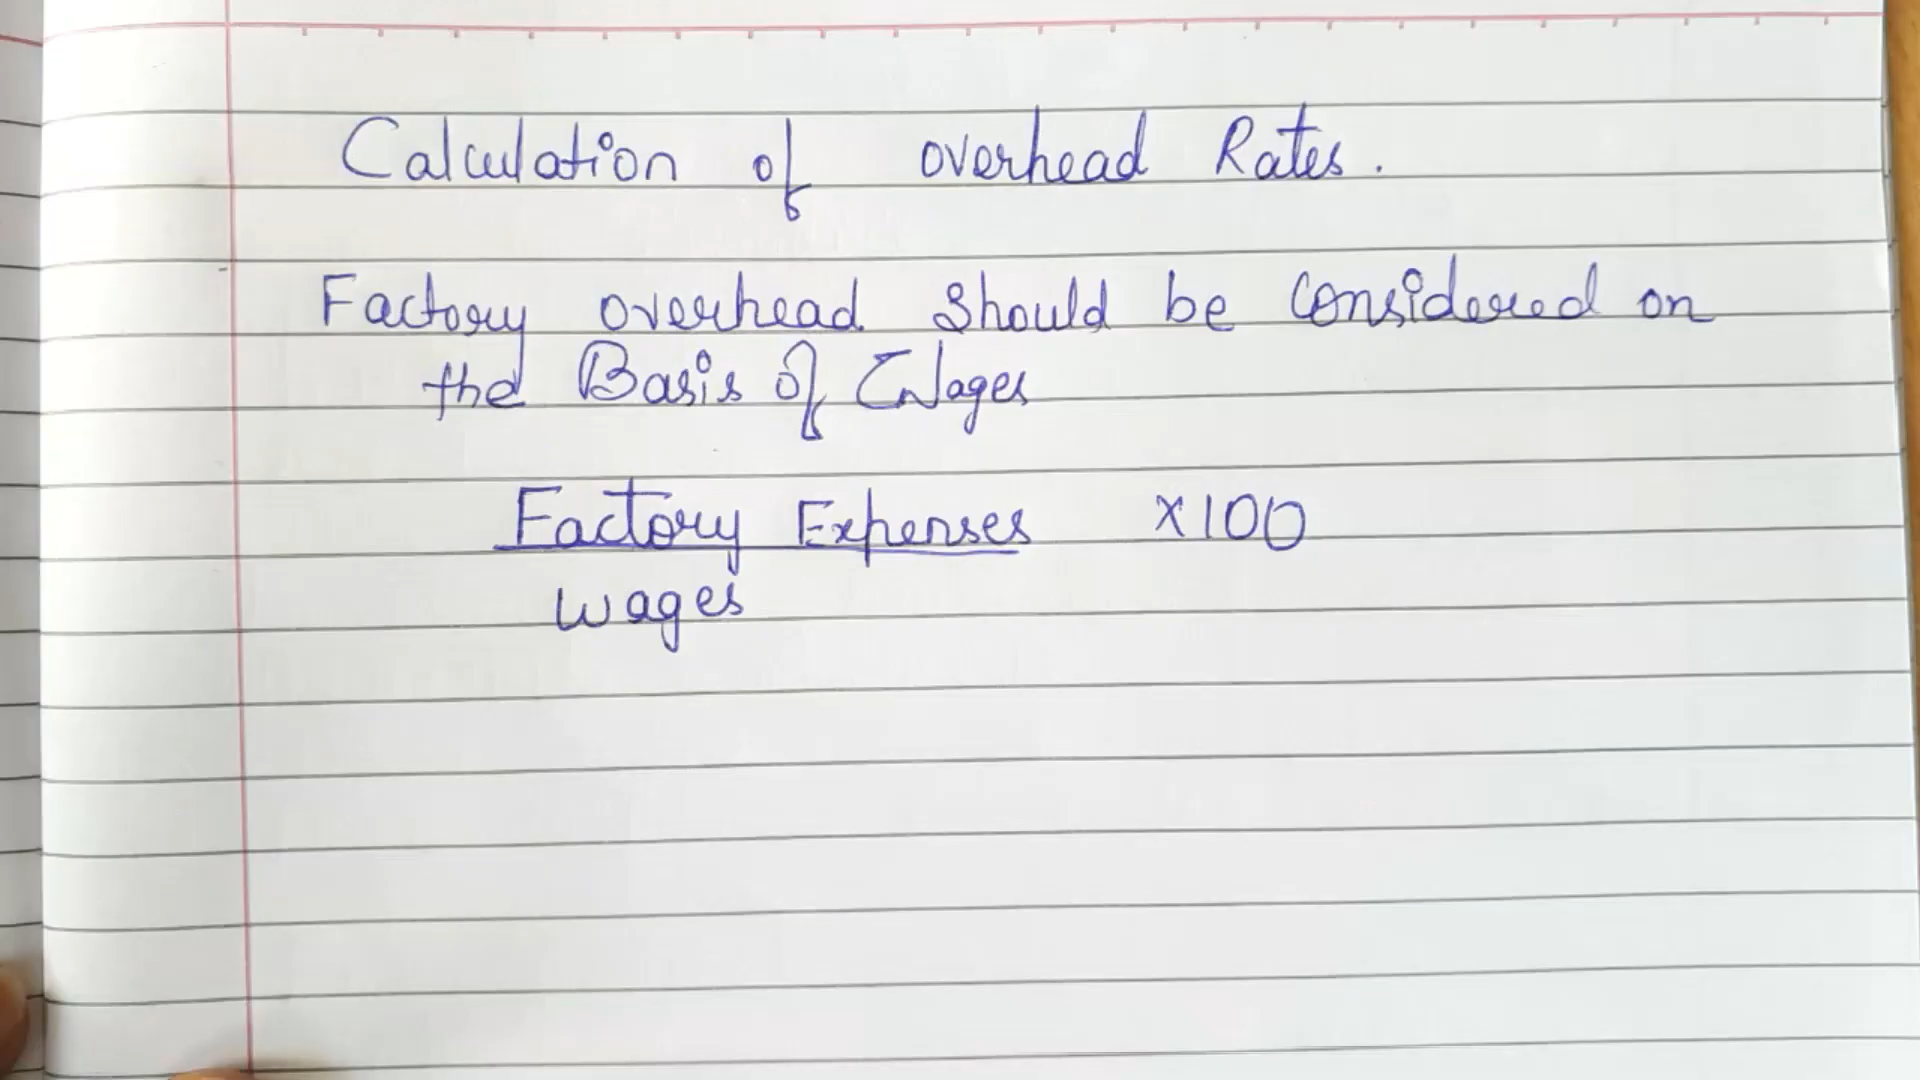 Calculation of overhead Rates.
Factory overhead should be Considered on
the Basis of Wages
Factory Expenses ×100
wages